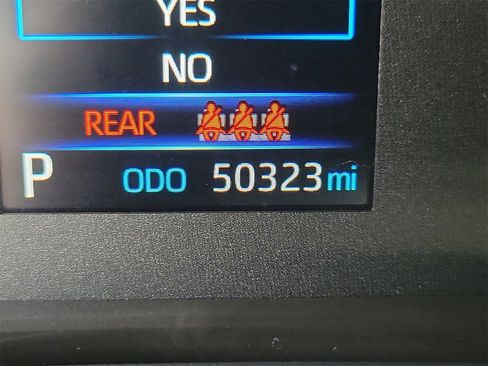 YES
NO
REAR
P ODO 50323 mi